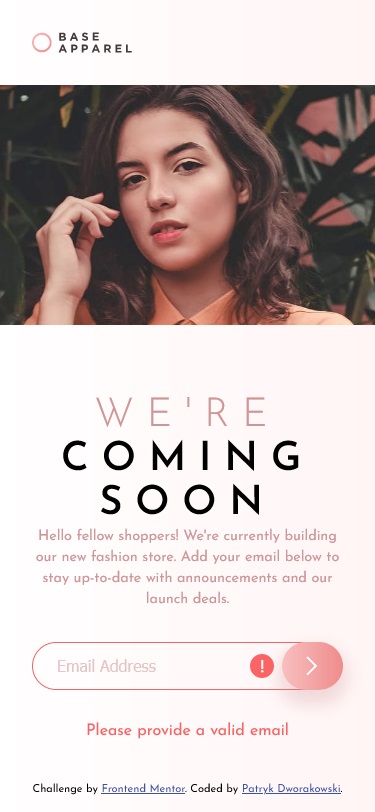 BASE
APPAREL
WE'RE
COMING
SOON
Hello fellow shoppers! We're currently building
our new fashion store. Add your email below to
stay up-to-date with announcements and our
launch deals.
Email Address
!
Please provide a valid email
Challenge by Frontend Mentor. Coded by Patryk Dworakowski.